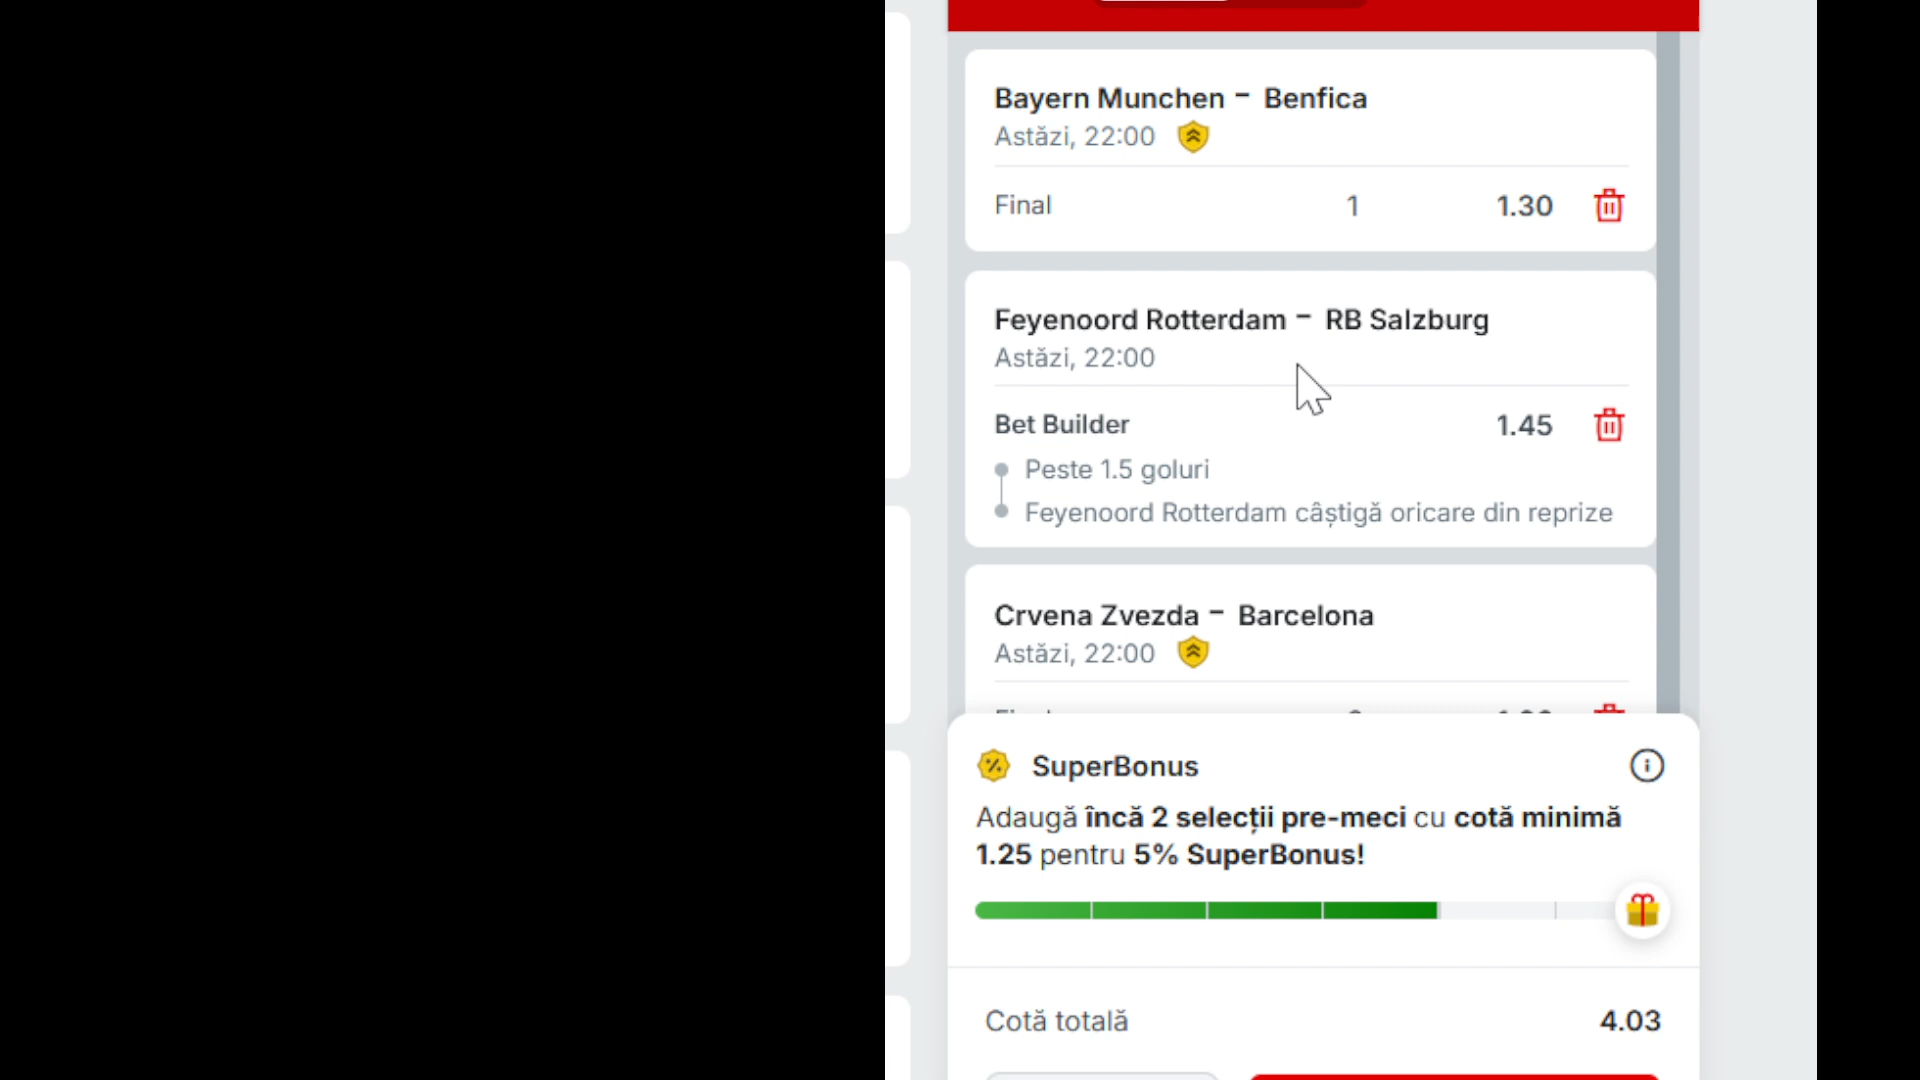 Bayern Munchen - Benfica
Astăzi, 22:00
Final 1 1.30
Feyenoord Rotterdam - RB Salzburg
Astăzi, 22:00
Bet Builder 1.45
Peste 1.5 goluri
Feyenoord Rotterdam câștigă oricare din reprize
Crvena Zvezda - Barcelona
Astăzi, 22:00
SuperBonus
Adaugă încă 2 selecții pre-meci cu cotă minimă
1.25 pentru 5% SuperBonus!
Cotă totală 4.03